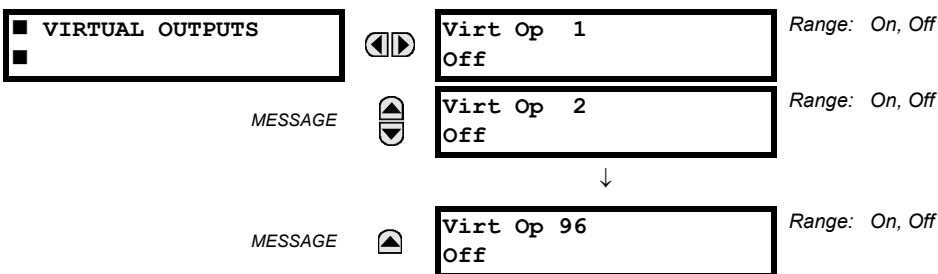 ■ VIRTUAL OUTPUTS
■
Virt Op 1
Off
Range: On, Off
MESSAGE
Virt Op 2
Off
Range: On, Off
↓
MESSAGE
Virt Op 96
Off
Range: On, Off